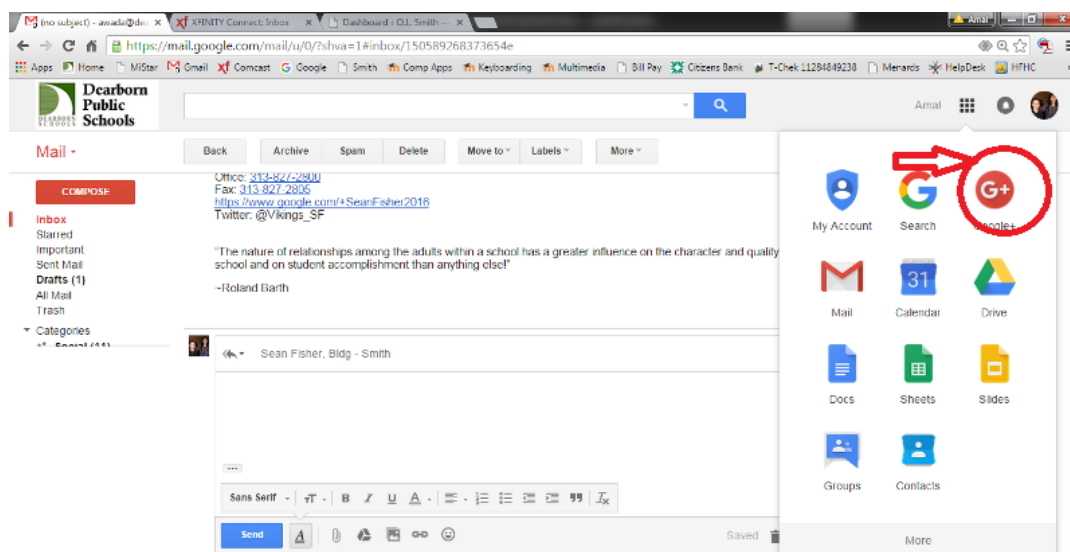 (no subject) - awada@de
XFINITY Connect: Inbox
Dashboard ‹ O.L. Smith —
Amal
https://mail.google.com/mail/u/0/?shva=1#inbox/150589268373654e
Apps
Home
MiStar
Gmail
Comcast
Google
Smith
Comp Apps
Keyboarding
Multimedia
Bill Pay
Citizens Bank
T-Chek 11284849238
Menards
HelpDesk
HFHC
Dearborn
Public
Schools
Amal
Mail
Back
Archive
Spam
Delete
Move to
Labels
More
COMPOSE
Inbox
Starred
Important
Sent Mail
Drafts (1)
All Mail
Trash
Categories
Social (11)
Office: 313-827-2800
Fax: 313-827-2805
https://www.google.com/+SeanFisher2016
Twitter: @Vikings_SF
"The nature of relationships among the adults within a school has a greater influence on the character and quality
school and on student accomplishment than anything else!"
~Roland Barth
Sean Fisher, Bldg - Smith
Sans Serif
Send
Saved
My Account
Search
Google+
Mail
31
Calendar
Drive
Docs
Sheets
Slides
Groups
Contacts
More
G+